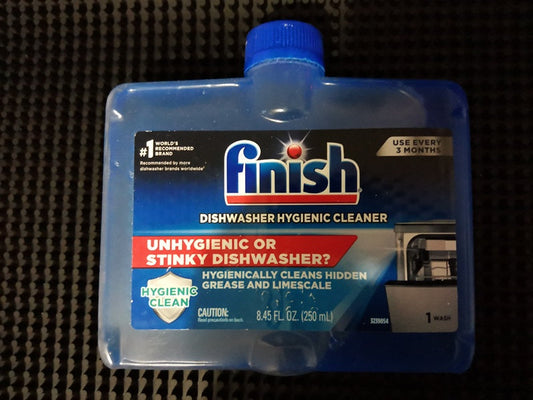 #1 WORLD'S RECOMMENDED BRAND
Recommended by more
dishwasher brands worldwide*
USE EVERY
3 MONTHS
finish
DISHWASHER HYGIENIC CLEANER
UNHYGIENIC OR
STINKY DISHWASHER?
HYGIENICALLY CLEANS HIDDEN
GREASE AND LIMESCALE
HYGIENIC
CLEAN
CAUTION:
Read precautions on back.
8.45 FL. OZ. (250 mL)
1 WASH